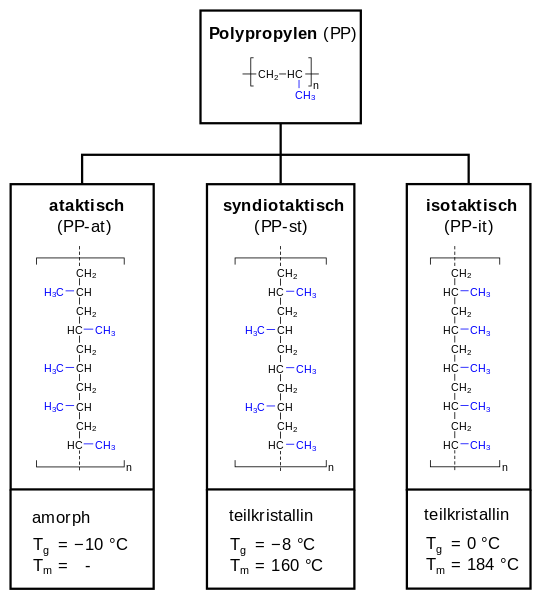 Polypropylen (PP)
CH₂ HC n
CH₃
ataktisch
(PP-at)
CH₂
H₃C CH
CH₂
HC CH₃
CH₂
H₃C CH
CH₂
H₃C CH
CH₂
HC CH₃
n
amorph
Tg = −10 °C
Tm = -
syndiotaktisch
(PP-st)
CH₂
HC CH₃
CH₂
H₃C CH
CH₂
HC CH₃
CH₂
H₃C CH
CH₂
HC CH₃
n
teilkristallin
Tg = −8 °C
Tm = 160 °C
isotaktisch
(PP-it)
CH₂
HC CH₃
CH₂
HC CH₃
CH₂
HC CH₃
CH₂
HC CH₃
CH₂
HC CH₃
n
teilkristallin
Tg = 0 °C
Tm = 184 °C